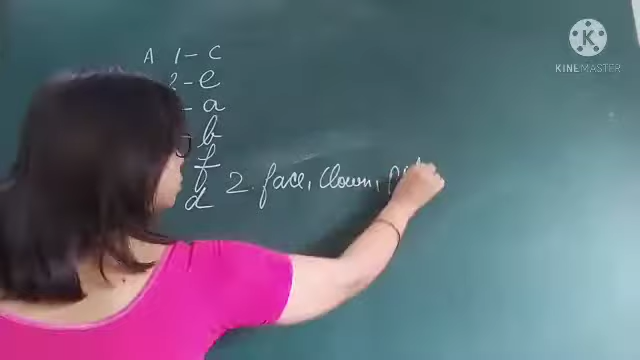 A 1 - c
2 - e
- a
- b
f
d 2. face, clown,
KINEMASTER